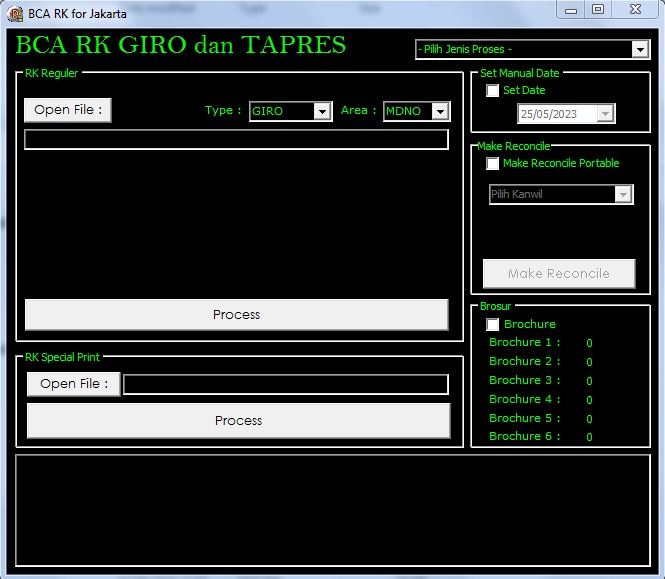 BCA RK for Jakarta
BCA RK GIRO dan TAPRES
- Pilih Jenis Proses -
RK Reguler
Open File :
Type :
GIRO
Area :
MDNO
Process
Set Manual Date
Set Date
25/05/2023
Make Reconcile
Make Reconcile Portable
Pilih Kanwil
Make Reconcile
Brosur
Brochure
Brochure 1 : 0
Brochure 2 : 0
Brochure 3 : 0
Brochure 4 : 0
Brochure 5 : 0
Brochure 6 : 0
RK Special Print
Open File :
Process